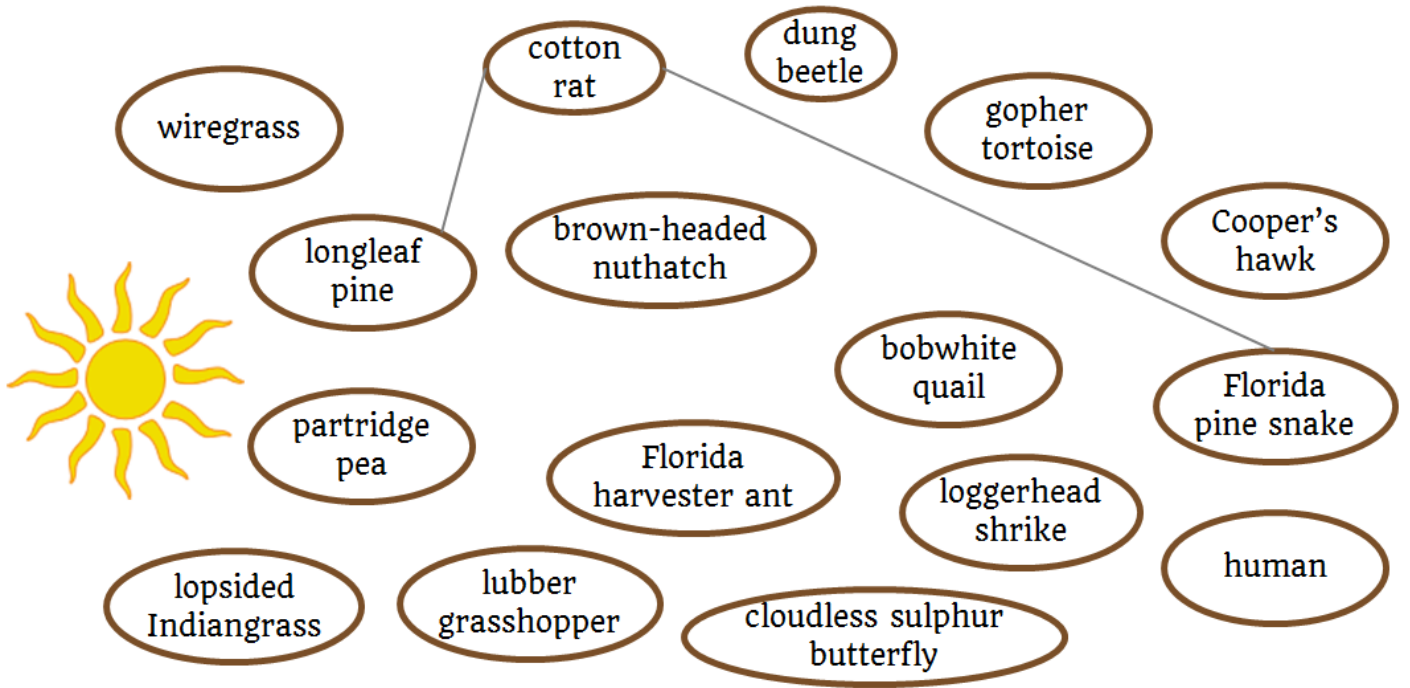 cotton
rat
dung
beetle
wiregrass
gopher
tortoise
longleaf
pine
brown-headed
nuthatch
Cooper’s
hawk
bobwhite
quail
Florida
pine snake
partridge
pea
Florida
harvester ant
loggerhead
shrike
human
lopsided
Indiangrass
lubber
grasshopper
cloudless sulphur
butterfly